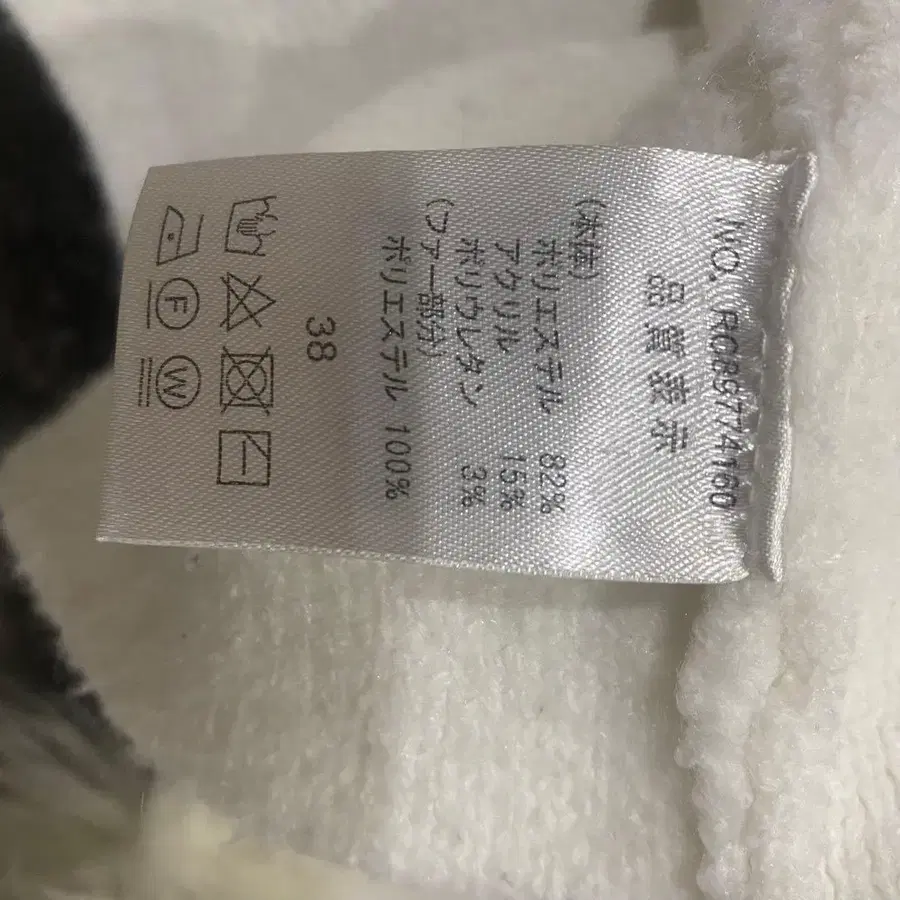 NO. RC89774160
品質表示
(本体)
ポリエステル 82%
アクリル 15%
ポリウレタン 3%
(ファー部分)
ポリエステル 100%
38
F
W